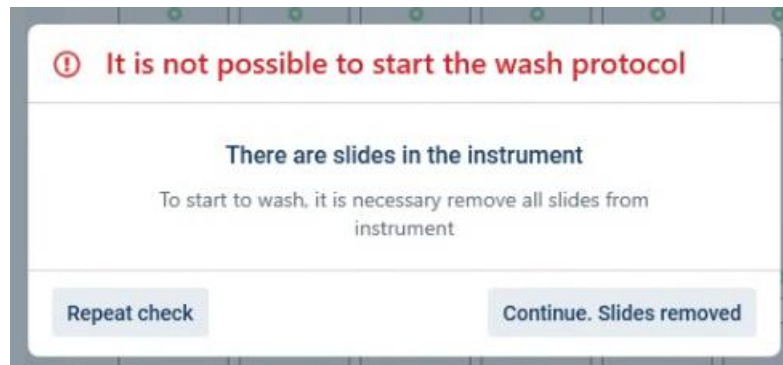 It is not possible to start the wash protocol
There are slides in the instrument
To start to wash, it is necessary remove all slides from
instrument
Repeat check
Continue. Slides removed